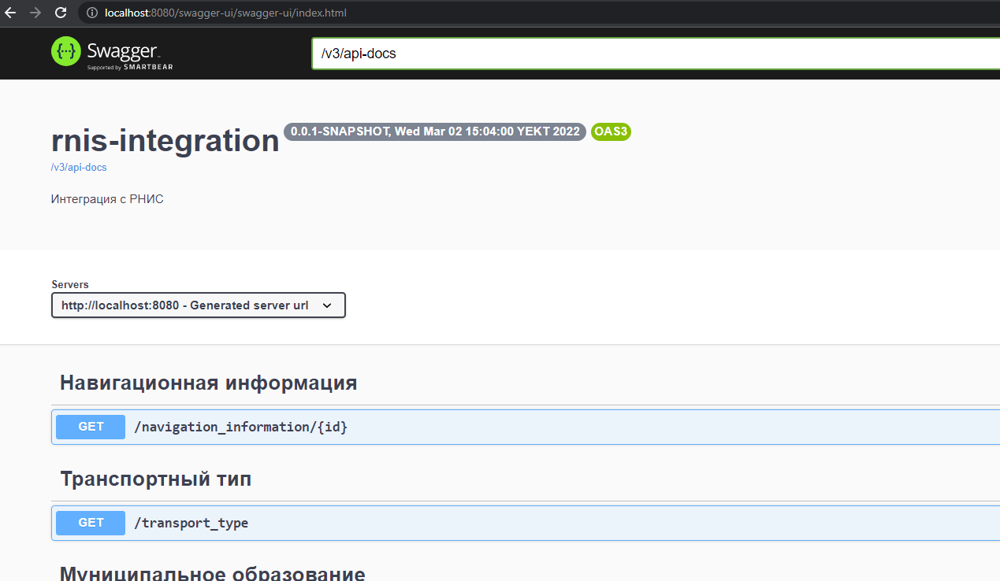 localhost:8080/swagger-ui/swagger-ui/index.html
Swagger
Supported by SMARTBEAR
/v3/api-docs
rnis-integration 0.0.1-SNAPSHOT, Wed Mar 02 15:04:00 YEKT 2022 OAS3
/v3/api-docs
Интеграция с РНИС
Servers
http://localhost:8080 - Generated server url
Навигационная информация
GET /navigation_information/{id}
Транспортный тип
GET /transport_type
Муниципальное образование